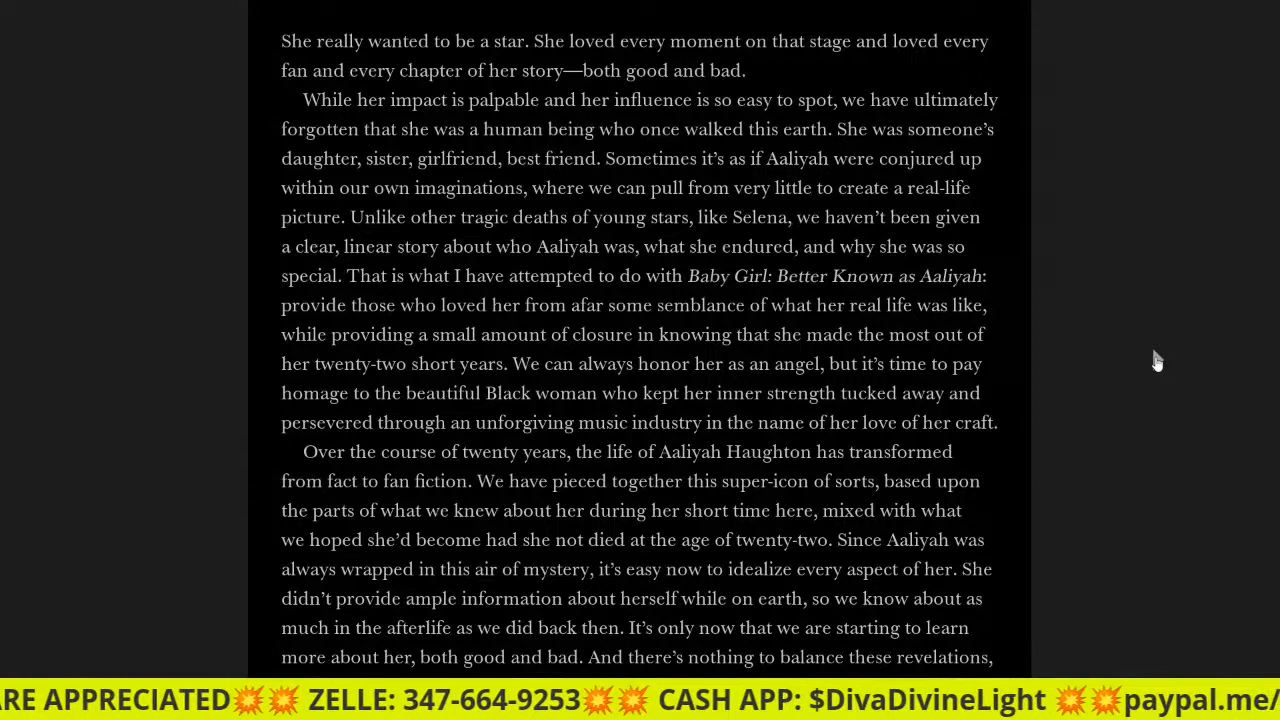 She really wanted to be a star. She loved every moment on that stage and loved every
fan and every chapter of her story—both good and bad.
While her impact is palpable and her influence is so easy to spot, we have ultimately
forgotten that she was a human being who once walked this earth. She was someone’s
daughter, sister, girlfriend, best friend. Sometimes it’s as if Aaliyah were conjured up
within our own imaginations, where we can pull from very little to create a real-life
picture. Unlike other tragic deaths of young stars, like Selena, we haven’t been given
a clear, linear story about who Aaliyah was, what she endured, and why she was so
special. That is what I have attempted to do with Baby Girl: Better Known as Aaliyah:
provide those who loved her from afar some semblance of what her real life was like,
while providing a small amount of closure in knowing that she made the most out of
her twenty-two short years. We can always honor her as an angel, but it’s time to pay
homage to the beautiful Black woman who kept her inner strength tucked away and
persevered through an unforgiving music industry in the name of her love of her craft.
Over the course of twenty years, the life of Aaliyah Haughton has transformed
from fact to fan fiction. We have pieced together this super-icon of sorts, based upon
the parts of what we knew about her during her short time here, mixed with what
we hoped she’d become had she not died at the age of twenty-two. Since Aaliyah was
always wrapped in this air of mystery, it’s easy now to idealize every aspect of her. She
didn’t provide ample information about herself while on earth, so we know about as
much in the afterlife as we did back then. It’s only now that we are starting to learn
more about her, both good and bad. And there’s nothing to balance these revelations,
ARE APPRECIATED💥💥 ZELLE: 347-664-9253💥💥 CASH APP: $DivaDivineLight 💥💥paypal.me/